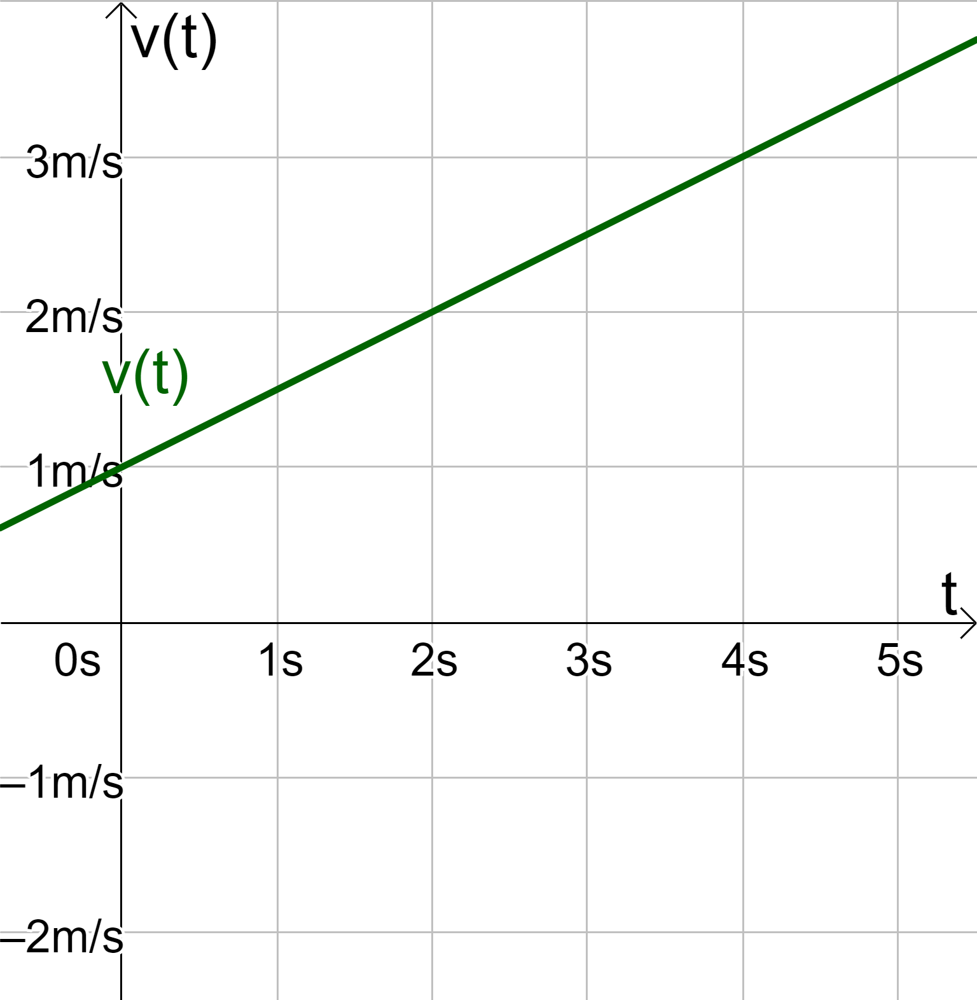 v(t)
3m/s
2m/s
v(t)
1m/s
t
0s 1s 2s 3s 4s 5s
–1m/s
–2m/s